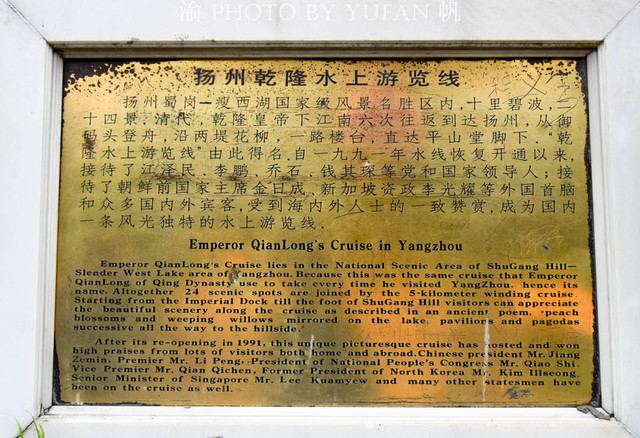 渝 PHOTO BY YUFAN 帆
扬州乾隆水上游览线
扬州蜀岗—瘦西湖国家级风景名胜区内，十里碧波，二
十四景．清代，乾隆皇帝下江南六次往返到达扬州，从御
码头登舟，沿两堤花柳，一路楼台，直达平山堂脚下．“乾
隆水上游览线”由此得名．自一九九一年水线恢复开通以来，
接待了江泽民、李鹏、乔石、钱其琛等党和国家领导人；接
待了朝鲜前国家主席金日成、新加坡资政李光耀等外国首脑
和众多国内外宾客，受到海内外人士的一致赞赏，成为国内
一条风光独特的水上游览线．
Emperor QianLong's Cruise in Yangzhou
Emperor QianLong's Cruise lies in the National Scenic Area of ShuGang Hill—
Slender West Lake area of Yangzhou. Because this was the same cruise that Emperor
QianLong of Qing Dynasty use to take every time he visited YangZhou, hence its
name. Altogether 24 scenic spots are joined by the 5-kilometer winding cruise.
Starting from the Imperial Dock till the foot of ShuGang Hill visitors can appreciate
the beautiful scenery along the cruise as described in an ancient poem, "peach
blossoms and weeping willows mirrored on the lake, pavilions and pagodas
successive all the way to the hillside."
After its re-opening in 1991, this unique picturesque cruise has hosted and won
high praises from lots of visitors both home and abroad.Chinese president Mr.Jiang
Zemin, Premier Mr. Li Peng, President of National People's Congress Mr. Qiao Shi,
Vice Premier Mr. Qian Qichen, Former President of North Korea Mr. Kim Illseong,
Senior Minister of Singapore Mr. Lee Kuamyew and many other statesmen have
been on the cruise as well.